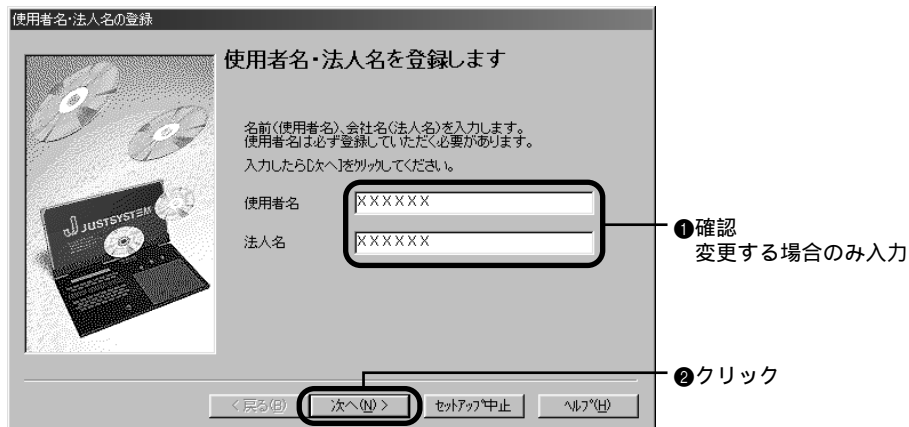 使用者名・法人名の登録
使用者名・法人名を登録します
名前(使用者名)、会社名(法人名)を入力します。
使用者名は必ず登録していただく必要があります。
入力したら[次へ]をクリックしてください。
使用者名
XXXXXX
法人名
XXXXXX
JUSTSYSTEM
❶確認
変更する場合のみ入力
❷クリック
< 戻る(B)
次へ(N) >
セットアップ中止
ヘルプ(H)